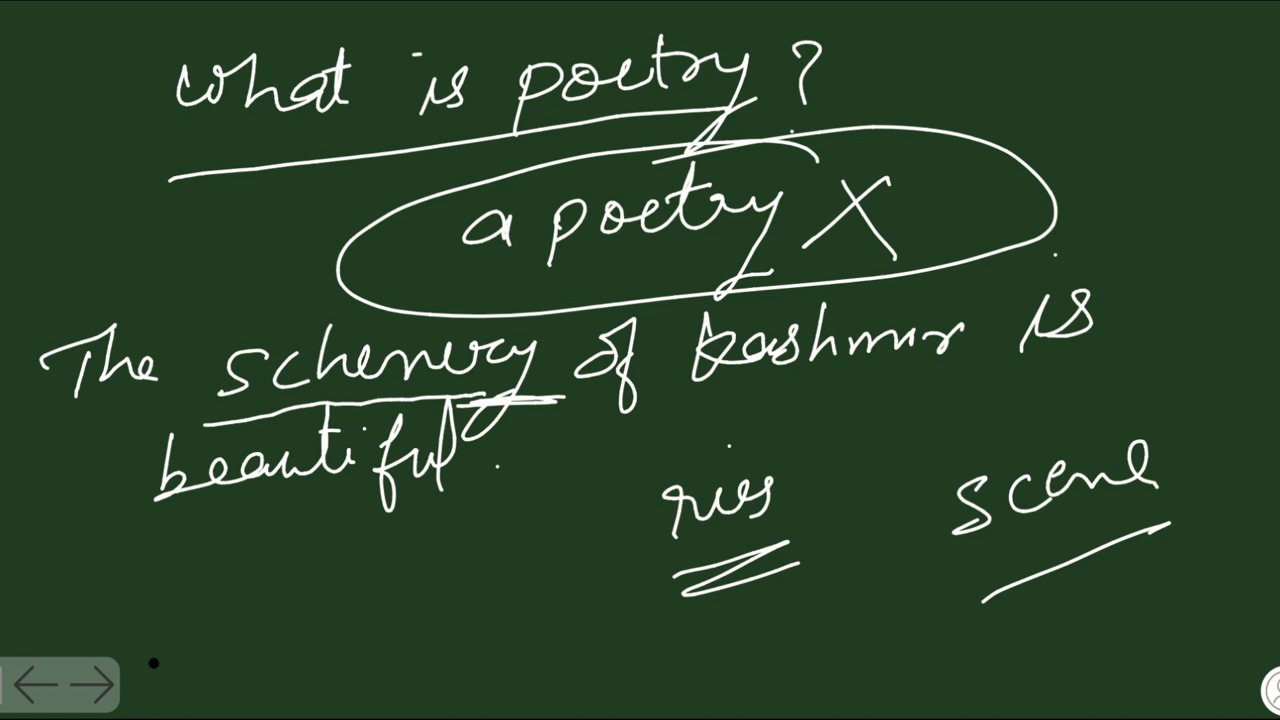 What is poetry?
a poetry X
The schenery of kashmir is
beautiful.
ries scene